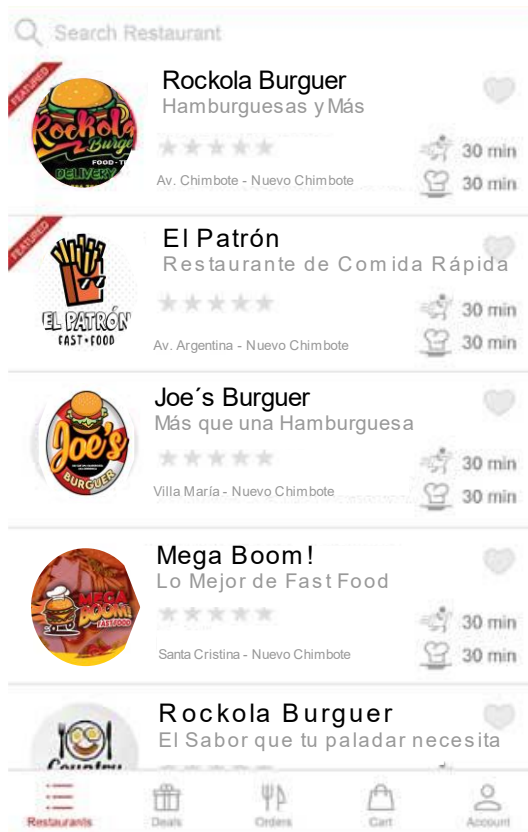 Search Restaurant
FEATURED
Rockola
Burge
FOOD - T
DELIVERY
Rockola Burguer
Hamburguesas y Más
30 min
Av. Chimbote - Nuevo Chimbote
30 min
FEATURED
EL PATRÓN
FAST FOOD
El Patrón
Restaurante de Comida Rápida
30 min
Av. Argentina - Nuevo Chimbote
30 min
Joe's
BURGUER
Joe´s Burguer
Más que una Hamburguesa
30 min
Villa María - Nuevo Chimbote
30 min
MEGA
BOOM!
FASTFOOD
Mega Boom!
Lo Mejor de Fast Food
30 min
Santa Cristina - Nuevo Chimbote
30 min
Country
Rockola Burguer
El Sabor que tu paladar necesita
Restaurants
Deals
Orders
Cart
Account